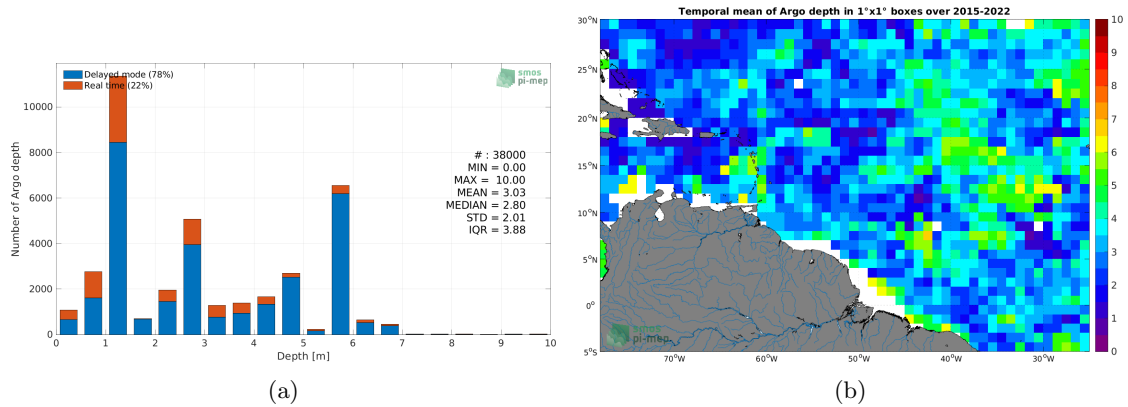 Delayed mode (78%)
Real time (22%)
smos
pi-mep
Number of Argo depth
10000
8000
6000
4000
2000
0
# : 38000
MIN = 0.00
MAX = 10.00
MEAN = 3.03
MEDIAN = 2.80
STD = 2.01
IQR = 3.88
0 1 2 3 4 5 6 7 8 9 10
Depth [m]
(a)
Temporal mean of Argo depth in 1°x1° boxes over 2015-2022
30°N
25°N
20°N
15°N
10°N
5°N
0°
5°S
smos
pi-mep
70°W 60°W 50°W 40°W 30°W
10
9
8
7
6
5
4
3
2
1
0
(b)